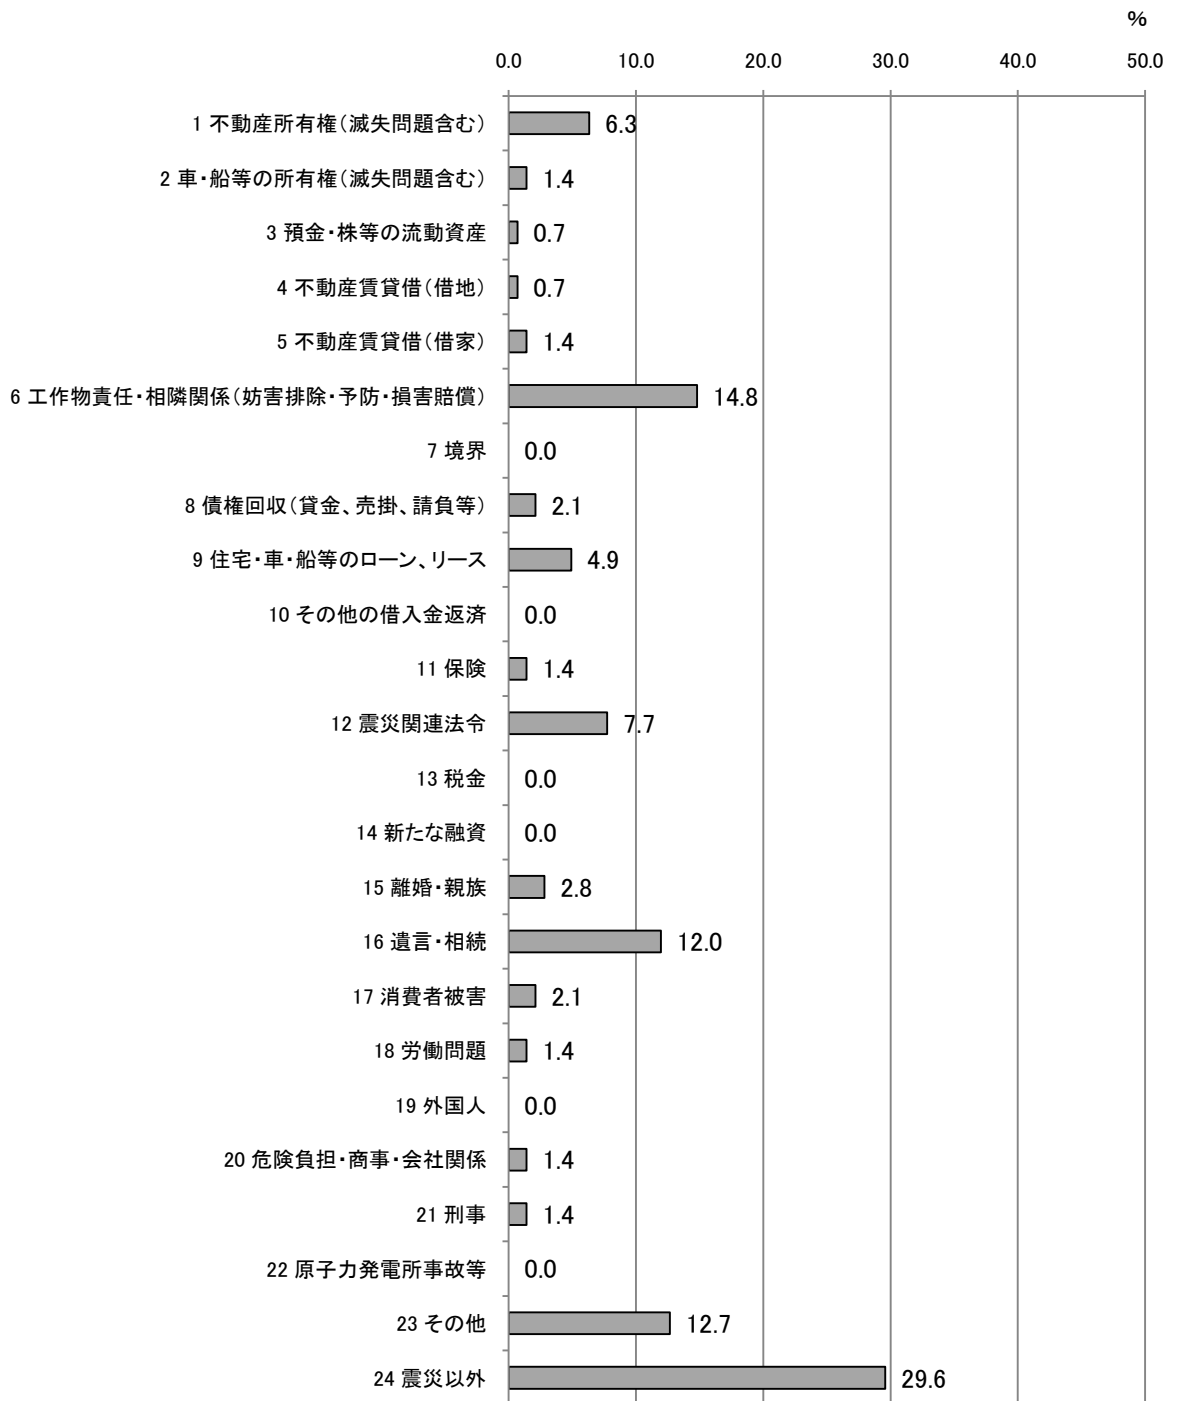 %
0.0 10.0 20.0 30.0 40.0 50.0
1 不動産所有権(滅失問題含む) 6.3
2 車・船等の所有権(滅失問題含む) 1.4
3 預金・株等の流動資産 0.7
4 不動産賃貸借(借地) 0.7
5 不動産賃貸借(借家) 1.4
6 工作物責任・相隣関係(妨害排除・予防・損害賠償) 14.8
7 境界 0.0
8 債権回収(貸金、売掛、請負等) 2.1
9 住宅・車・船等のローン、リース 4.9
10 その他の借入金返済 0.0
11 保険 1.4
12 震災関連法令 7.7
13 税金 0.0
14 新たな融資 0.0
15 離婚・親族 2.8
16 遺言・相続 12.0
17 消費者被害 2.1
18 労働問題 1.4
19 外国人 0.0
20 危険負担・商事・会社関係 1.4
21 刑事 1.4
22 原子力発電所事故等 0.0
23 その他 12.7
24 震災以外 29.6